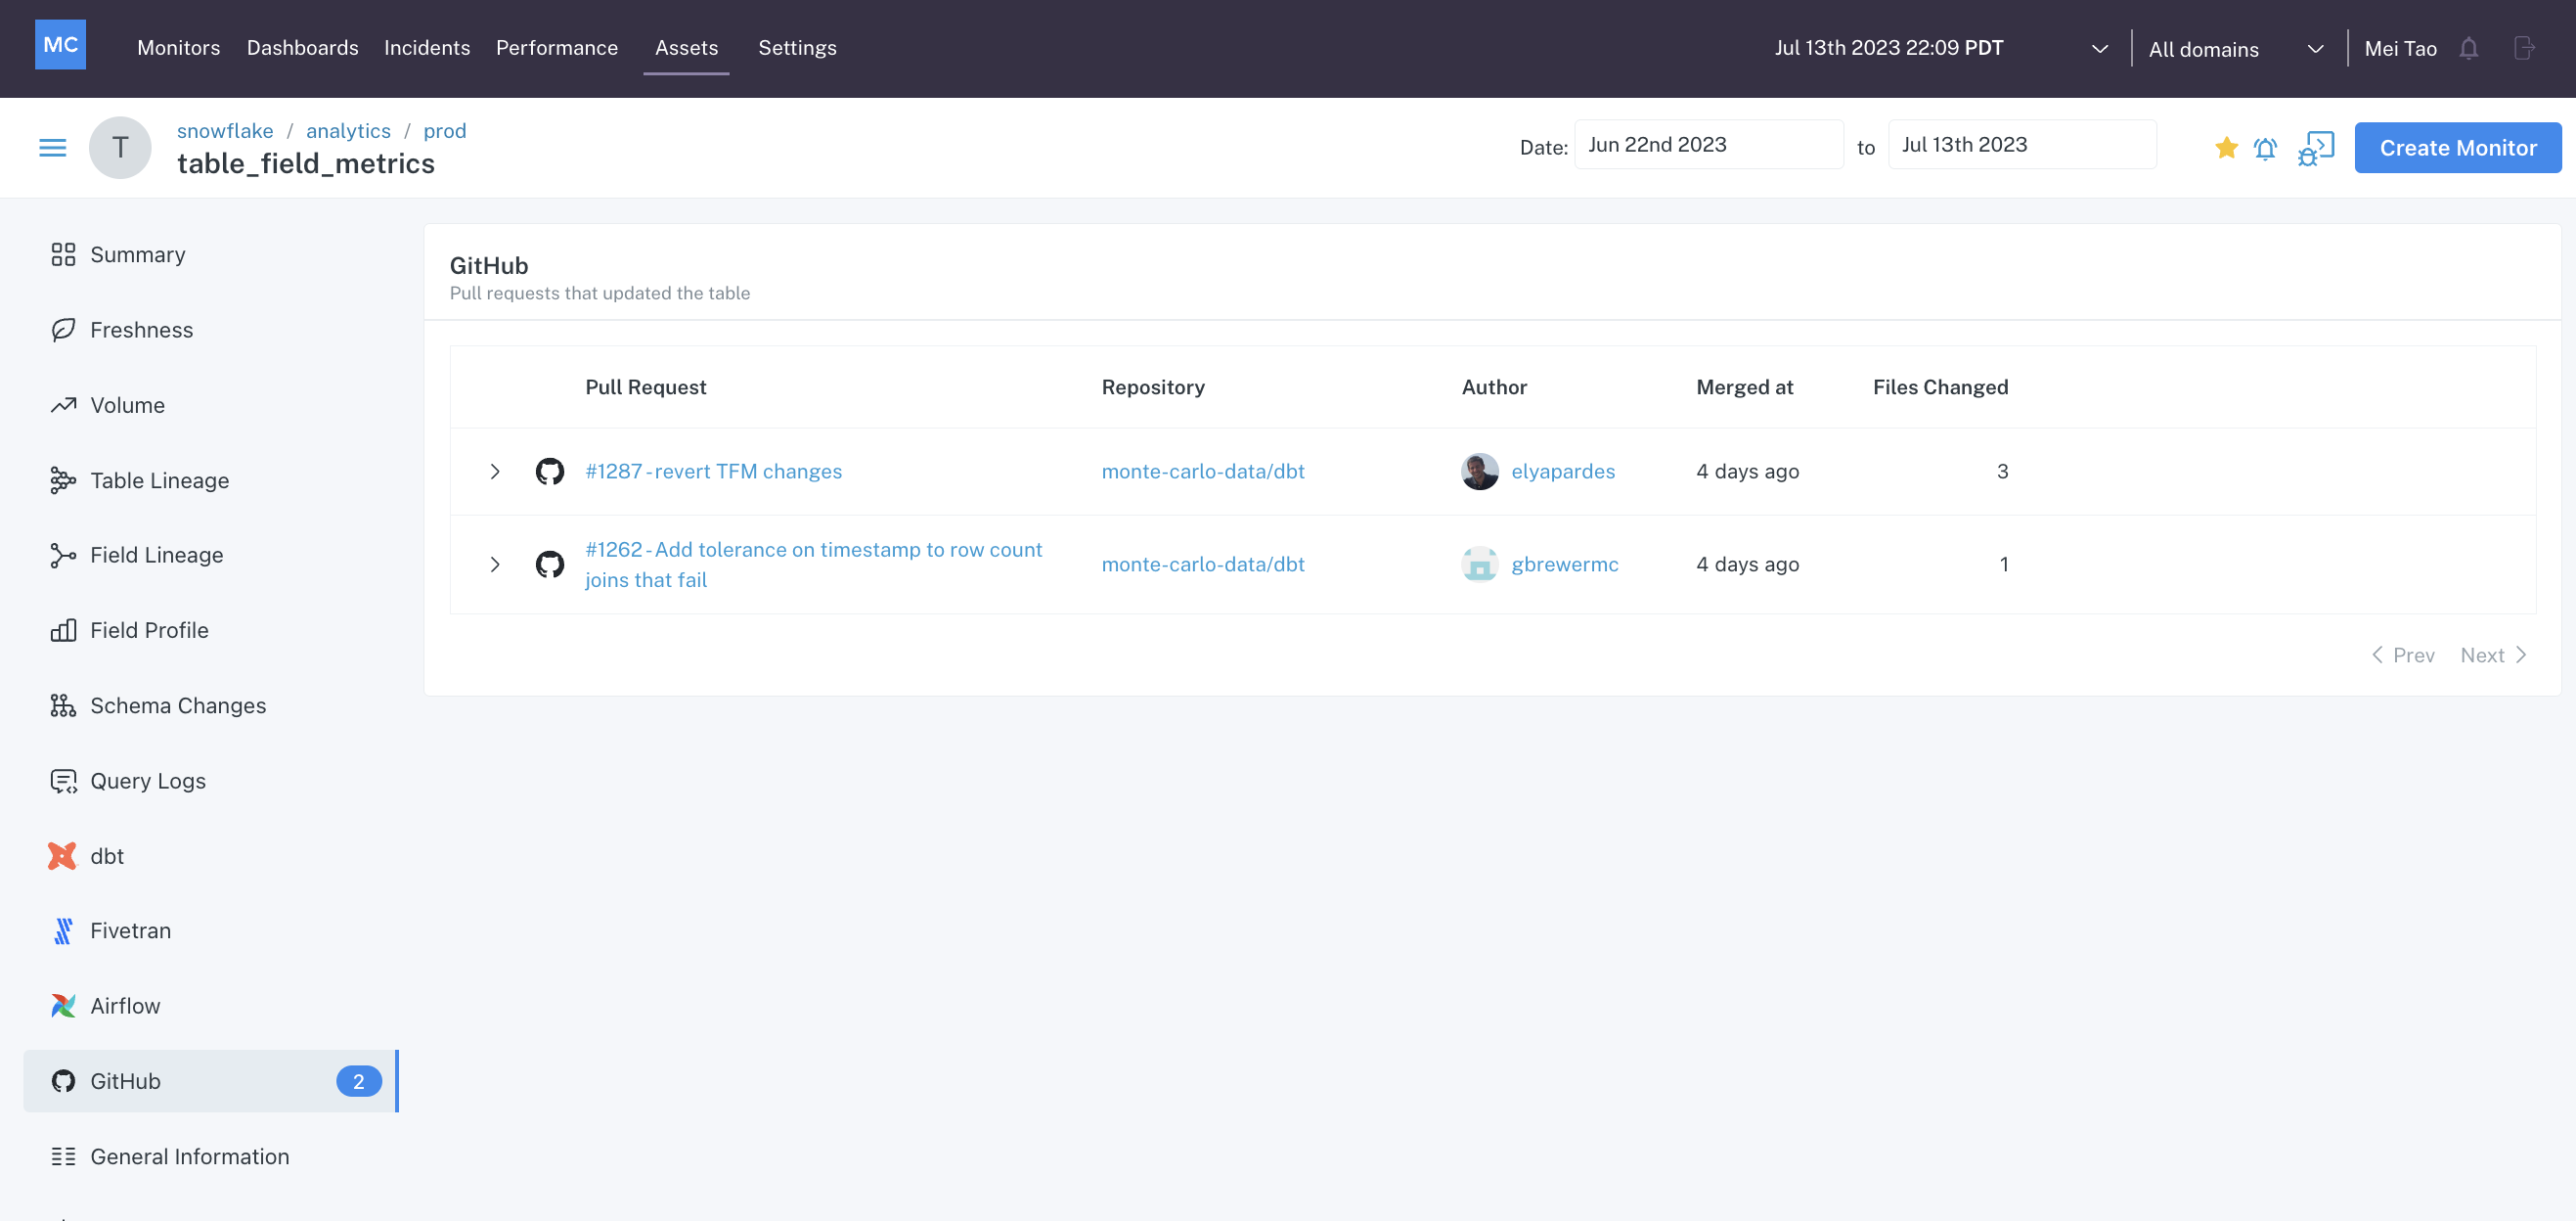 MC
Monitors Dashboards Incidents Performance Assets Settings
Jul 13th 2023 22:09 PDT All domains Mei Tao
T
snowflake / analytics / prod
table_field_metrics
Date: Jun 22nd 2023 to Jul 13th 2023
Create Monitor
Summary
Freshness
Volume
Table Lineage
Field Lineage
Field Profile
Schema Changes
Query Logs
dbt
Fivetran
Airflow
GitHub 2
General Information
GitHub
Pull requests that updated the table
Pull Request Repository Author Merged at Files Changed
#1287 - revert TFM changes monte-carlo-data/dbt elyapardes 4 days ago 3
#1262 - Add tolerance on timestamp to row count
joins that fail
monte-carlo-data/dbt gbrewermc 4 days ago 1
Prev Next